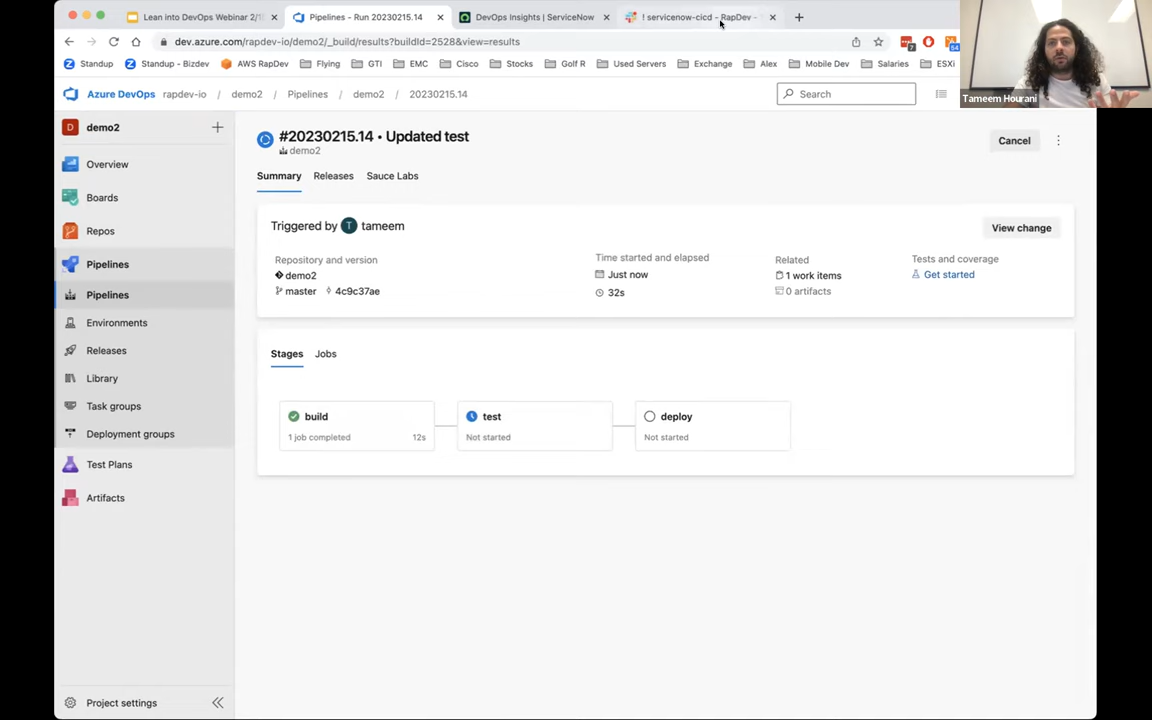 Lean into DevOps Webinar 2/1
Pipelines - Run 20230215.14
DevOps Insights | ServiceNow
! servicenow-cicd - RapDev -
dev.azure.com/rapdev-io/demo2/_build/results?buildId=2528&view=results
Standup
Standup - Bizdev
AWS RapDev
Flying
GTI
EMC
Cisco
Stocks
Golf R
Used Servers
Exchange
Alex
Mobile Dev
Salaries
ESXi
Tameem Hourani
Azure DevOps
rapdev-io / demo2 / Pipelines / demo2 / 20230215.14
Search
D
demo2
Overview
Boards
Repos
Pipelines
Pipelines
Environments
Releases
Library
Task groups
Deployment groups
Test Plans
Artifacts
Project settings
#20230215.14 • Updated test
demo2
Cancel
Summary
Releases
Sauce Labs
Triggered by T tameem
View change
Repository and version
demo2
master 4c9c37ae
Time started and elapsed
Just now
32s
Related
1 work items
0 artifacts
Tests and coverage
Get started
Stages
Jobs
build
1 job completed 12s
test
Not started
deploy
Not started